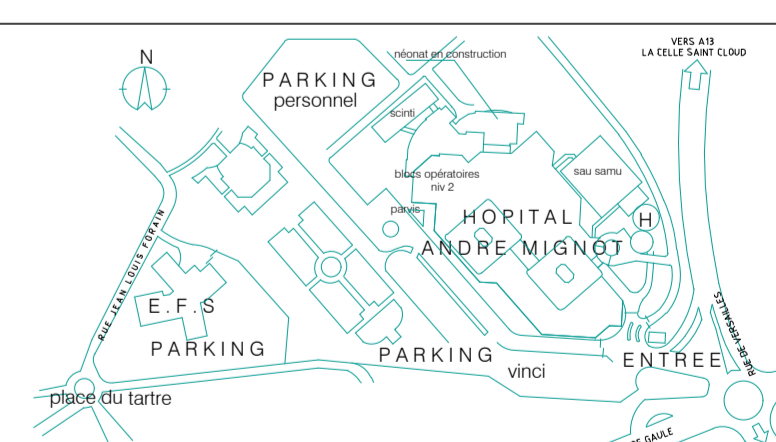 VERS A13
LA CELLE SAINT CLOUD
N
néonat en construction
PARKING
personnel
scinti
blocs opératoires
niv 2
sau samu
parvis
HOPITAL
H
ANDRE MIGNOT
RUE JEAN LOUIS FORAIN
E.F.S
RUE DE VERSAILLES
PARKING
PARKING
vinci
ENTREE
place du tartre
DE GAULE